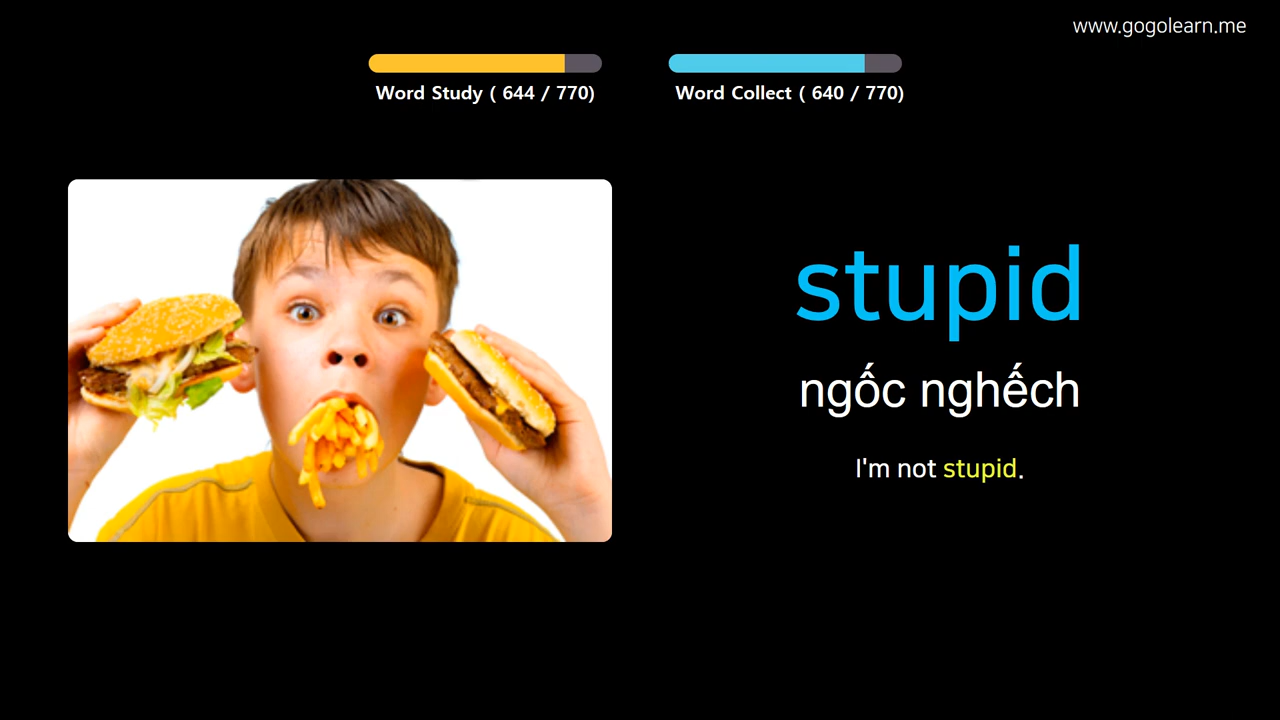 www.gogolearn.me
Word Study ( 644 / 770)
Word Collect ( 640 / 770)
stupid
ngốc nghếch
I'm not stupid.